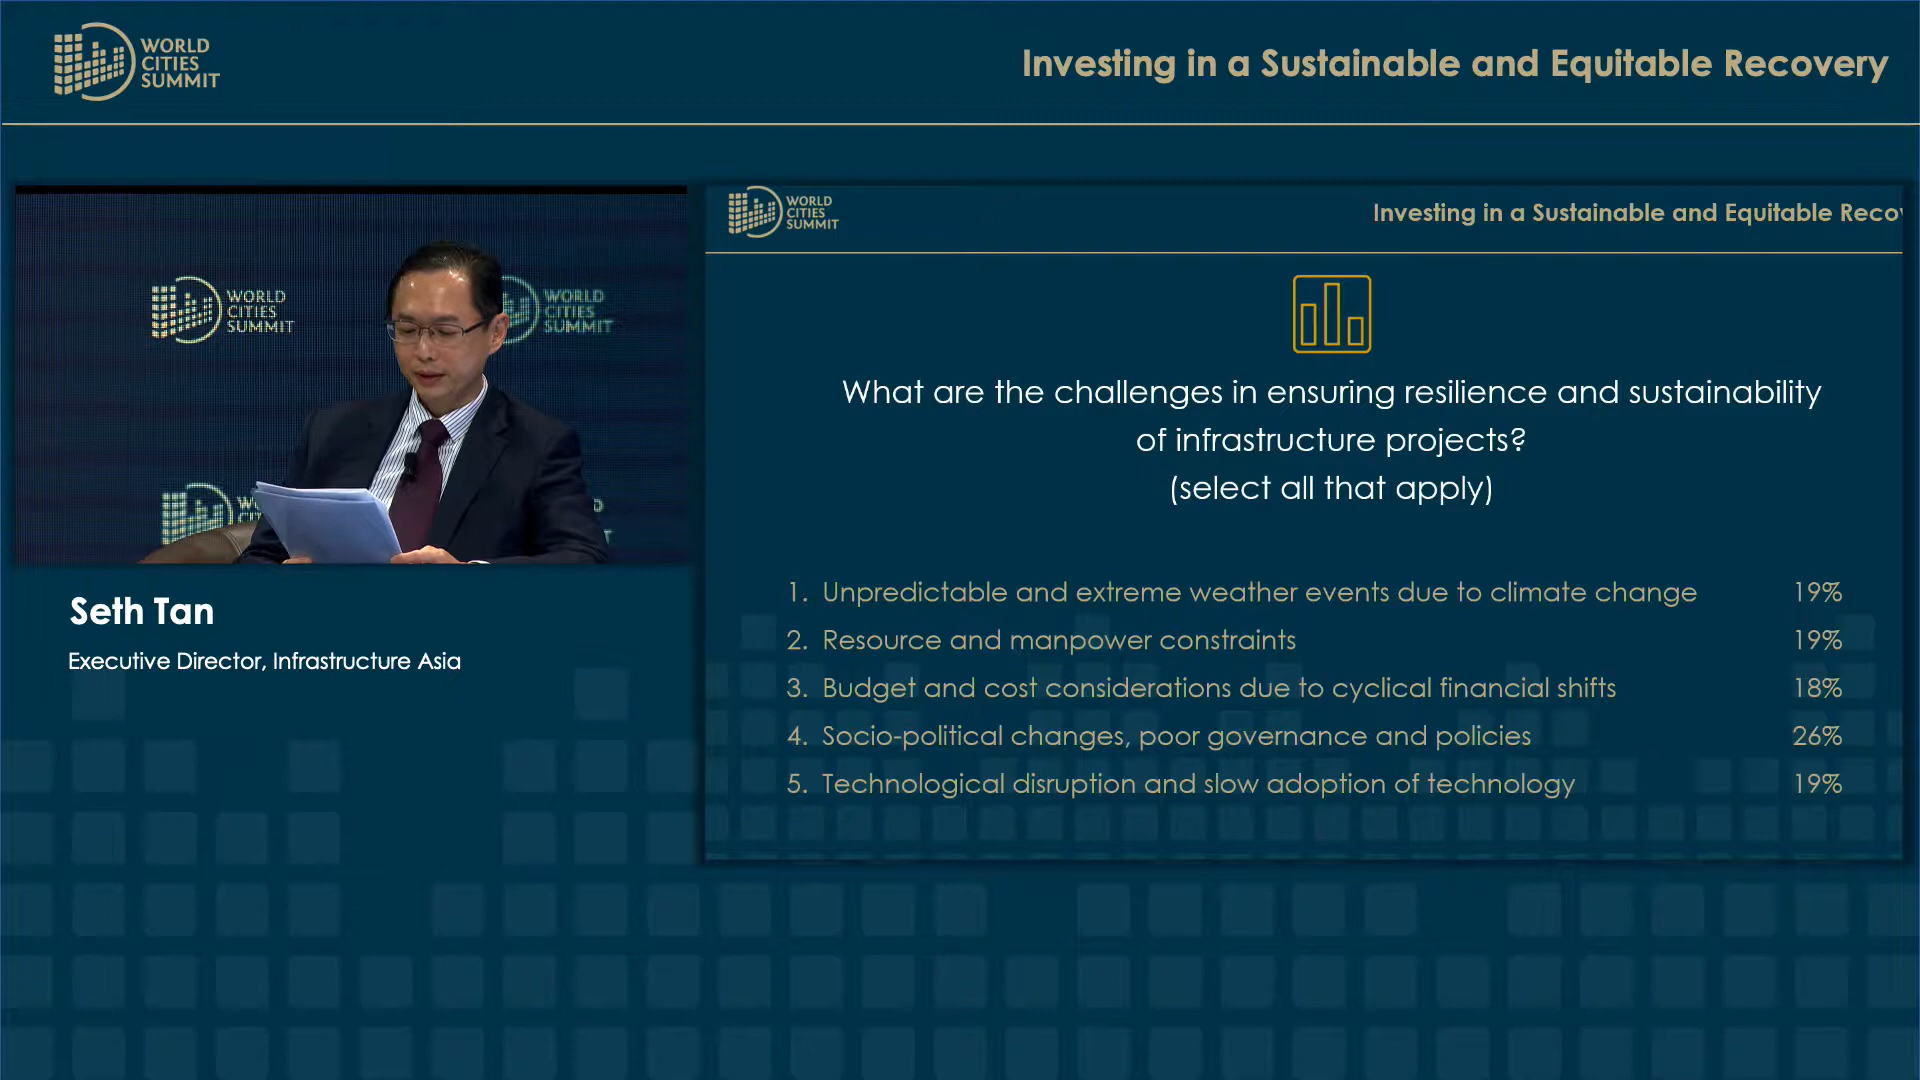 WORLD
CITIES
SUMMIT
Investing in a Sustainable and Equitable Recovery
WORLD
CITIES
SUMMIT
WORLD
CITIES
SUMMIT
Seth Tan
Executive Director, Infrastructure Asia
WORLD
CITIES
SUMMIT
Investing in a Sustainable and Equitable
What are the challenges in ensuring resilience and sustainability
of infrastructure projects?
(select all that apply)
1. Unpredictable and extreme weather events due to climate change 19%
2. Resource and manpower constraints 19%
3. Budget and cost considerations due to cyclical financial shifts 18%
4. Socio-political changes, poor governance and policies 26%
5. Technological disruption and slow adoption of technology 19%